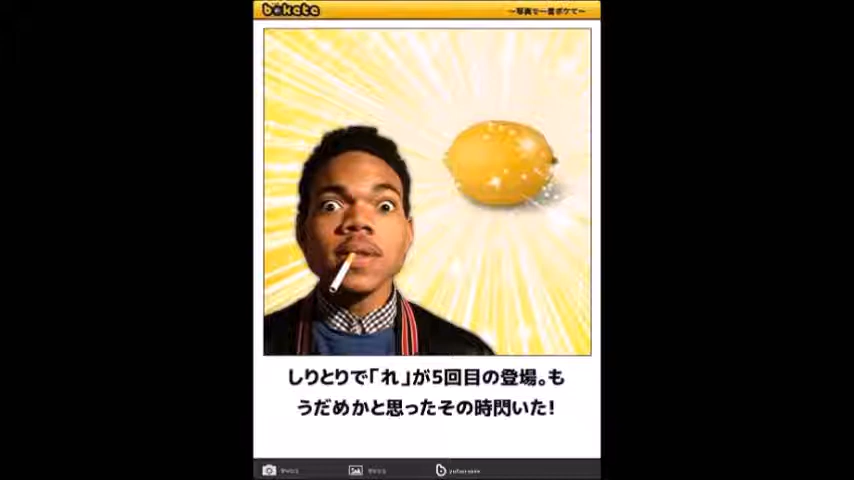 bokete
～写真で一言ボケて～
しりとりで「れ」が5回目の登場。も
うだめかと思ったその時閃いた!